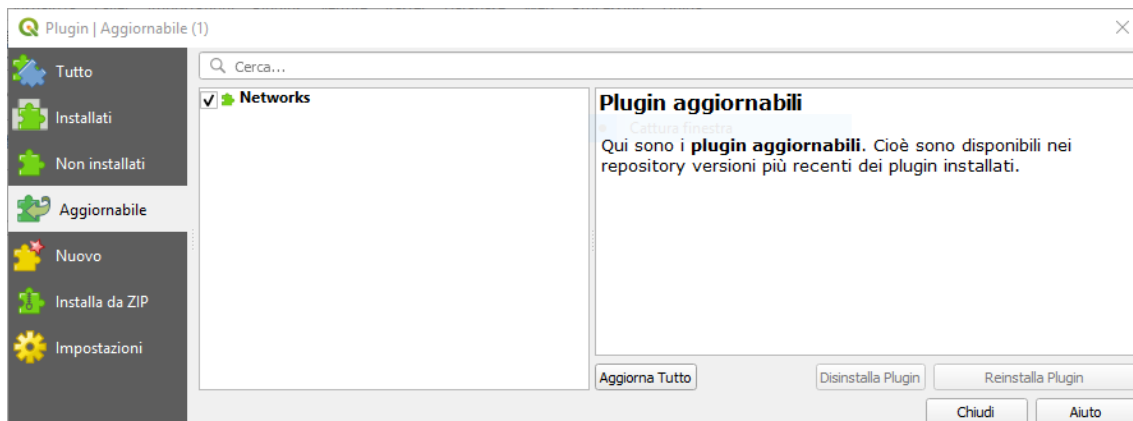 Plugin | Aggiornabile (1)
Tutto
Installati
Non installati
Aggiornabile
Nuovo
Installa da ZIP
Impostazioni
Cerca...
Networks
Plugin aggiornabili
Cattura finestra
Qui sono i plugin aggiornabili. Cioè sono disponibili nei
repository versioni più recenti dei plugin installati.
Aggiorna Tutto
Disinstalla Plugin
Reinstalla Plugin
Chiudi
Aiuto